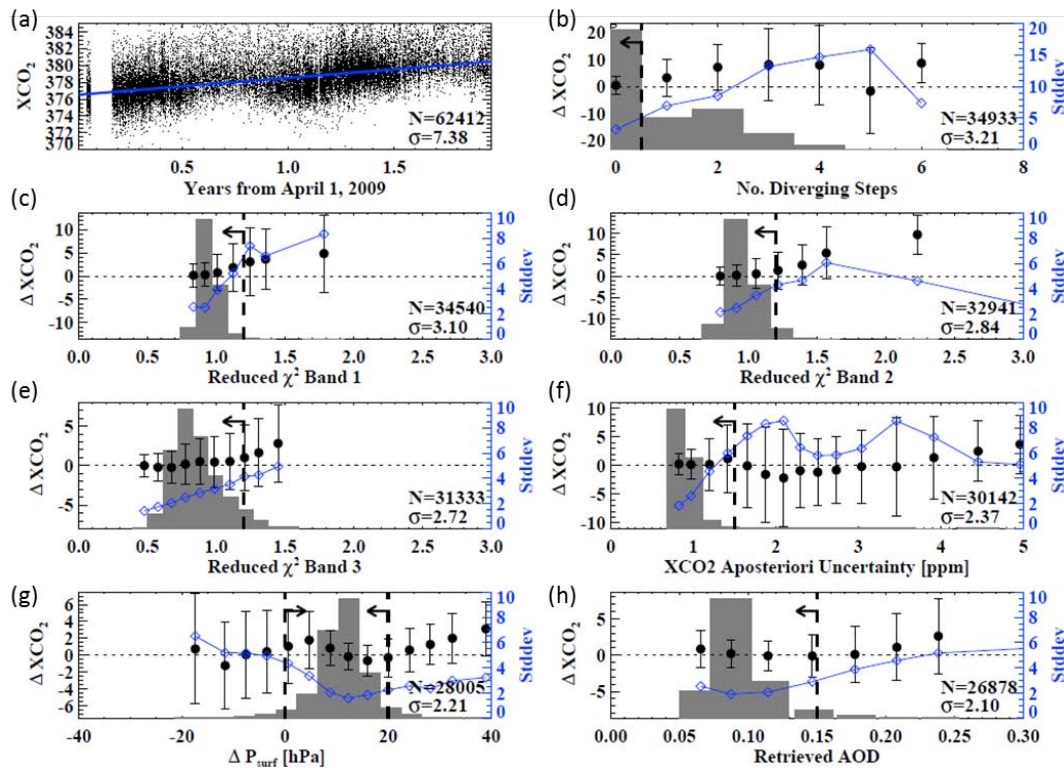 (a)
384
382
380
378
376
374
372
370
XCO2
N=62412
σ=7.38
0.5
1.0
1.5
Years from April 1, 2009
(b)
20
10
0
-10
-20
Δ XCO2
20
15
10
5
0
Stddev
N=34933
σ=3.21
0
2
4
6
8
No. Diverging Steps
(c)
10
5
0
-5
-10
Δ XCO2
10
8
6
4
2
0
Stddev
N=34540
σ=3.10
0.0
0.5
1.0
1.5
2.0
2.5
3.0
Reduced χ² Band 1
(d)
10
5
0
-5
-10
Δ XCO2
10
8
6
4
2
0
Stddev
N=32941
σ=2.84
0.0
0.5
1.0
1.5
2.0
2.5
3.0
Reduced χ² Band 2
(e)
5
0
-5
Δ XCO2
10
8
6
4
2
0
Stddev
N=31333
σ=2.72
0.0
0.5
1.0
1.5
2.0
2.5
3.0
Reduced χ² Band 3
(f)
10
5
0
-5
-10
Δ XCO2
10
8
6
4
2
0
Stddev
N=30142
σ=2.37
0
1
2
3
4
5
XCO2 Aposteriori Uncertainty [ppm]
(g)
6
4
2
0
-2
-4
-6
Δ XCO2
10
8
6
4
2
0
Stddev
N=28005
σ=2.21
-40
-20
0
20
40
Δ Psurf [hPa]
(h)
5
0
-5
Δ XCO2
10
8
6
4
2
0
Stddev
N=26878
σ=2.10
0.00
0.05
0.10
0.15
0.20
0.25
0.30
Retrieved AOD